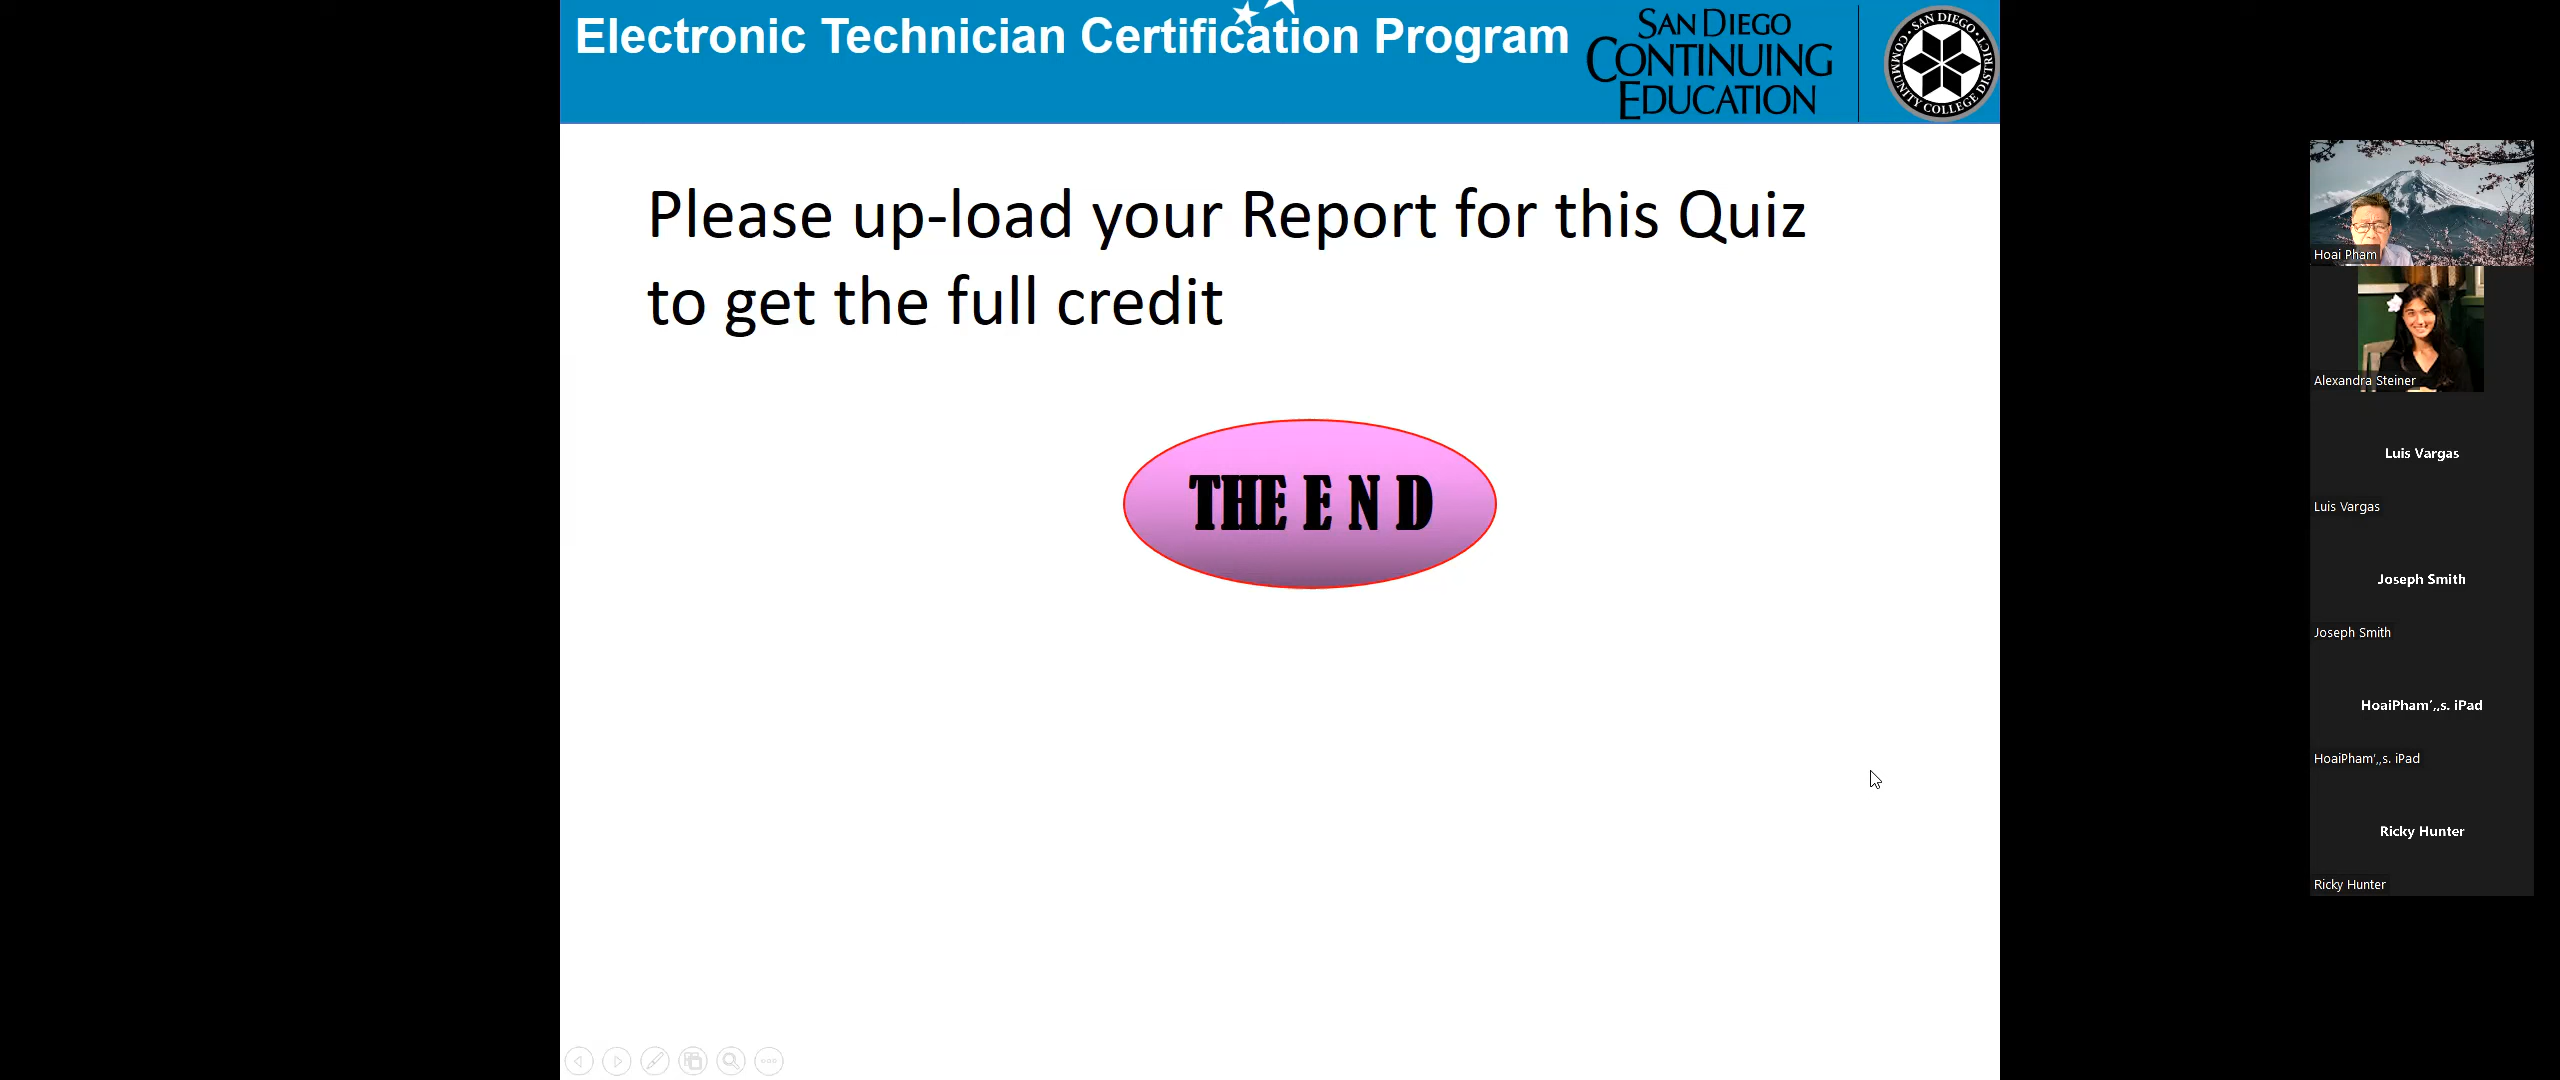 Electronic Technician Certification Program
SAN DIEGO
CONTINUING
EDUCATION
SAN DIEGO
COMMUNITY COLLEGE DISTRICT
Please up-load your Report for this Quiz
to get the full credit
THE E N D
Hoai Pham
Alexandra Steiner
Luis Vargas
Luis Vargas
Joseph Smith
Joseph Smith
HoaiPham',,s. iPad
HoaiPham',,s. iPad
Ricky Hunter
Ricky Hunter